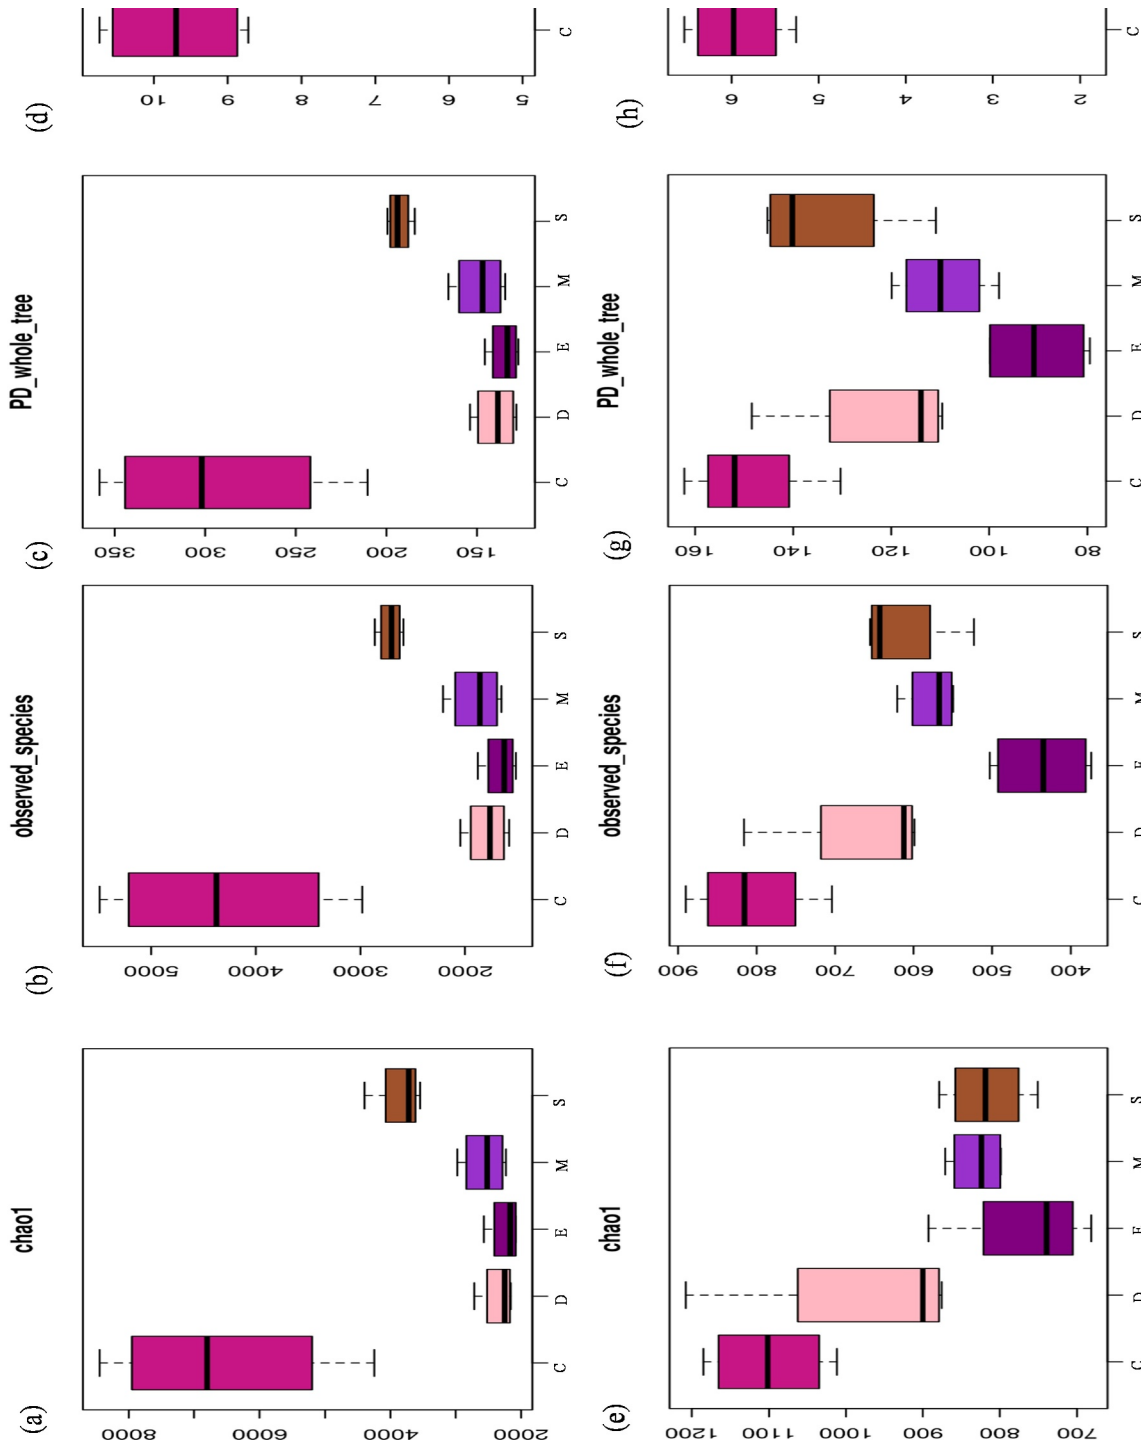 (a)
chao1
8000
6000
4000
2000
C D E M S
(b)
observed_species
5000
4000
3000
2000
C D E M S
(c)
PD_whole_tree
350
300
250
200
150
C D E M S
(d)
10
9
8
7
6
5
C
(e)
chao1
1200
1100
1000
900
800
700
C D E M S
(f)
observed_species
900
800
700
600
500
400
C D E M S
(g)
PD_whole_tree
160
140
120
100
80
C D E M S
(h)
6
5
4
3
2
C